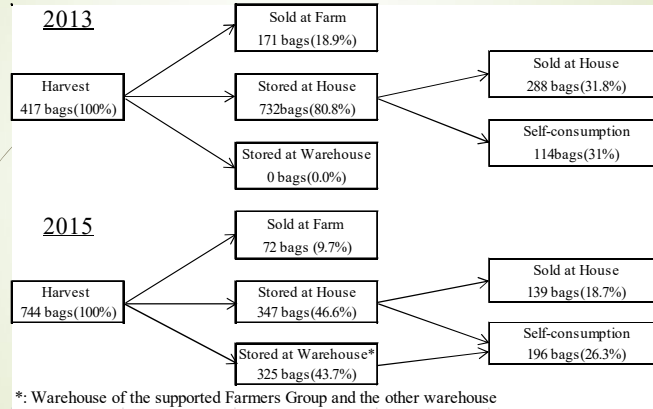 2013
Sold at Farm
171 bags(18.9%)
Harvest
417 bags(100%)
Stored at House
732bags(80.8%)
Sold at House
288 bags(31.8%)
Self-consumption
114bags(31%)
Stored at Warehouse
0 bags(0.0%)
2015
Sold at Farm
72 bags (9.7%)
Harvest
744 bags(100%)
Stored at House
347 bags(46.6%)
Sold at House
139 bags(18.7%)
Self-consumption
196 bags(26.3%)
Stored at Warehouse*
325 bags(43.7%)
*: Warehouse of the supported Farmers Group and the other warehouse